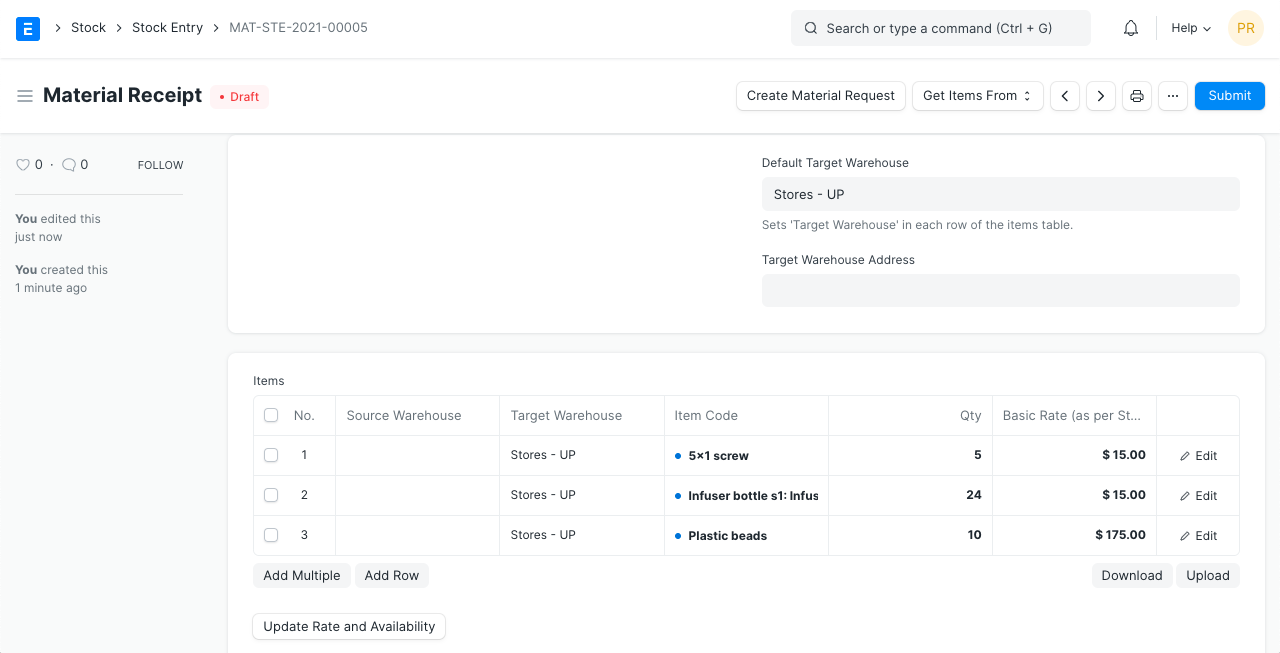 E Stock Stock Entry MAT-STE-2021-00005 Search or type a command (Ctrl + G) Help PR
Material Receipt Draft Create Material Request Get Items From ... Submit
0 · 0 FOLLOW
You edited this
just now
You created this
1 minute ago
Default Target Warehouse
Stores - UP
Sets 'Target Warehouse' in each row of the items table.
Target Warehouse Address
Items
No. Source Warehouse Target Warehouse Item Code Qty Basic Rate (as per St...
1 Stores - UP 5x1 screw 5 $ 15.00 Edit
2 Stores - UP Infuser bottle s1: Infus 24 $ 15.00 Edit
3 Stores - UP Plastic beads 10 $ 175.00 Edit
Add Multiple Add Row Download Upload
Update Rate and Availability